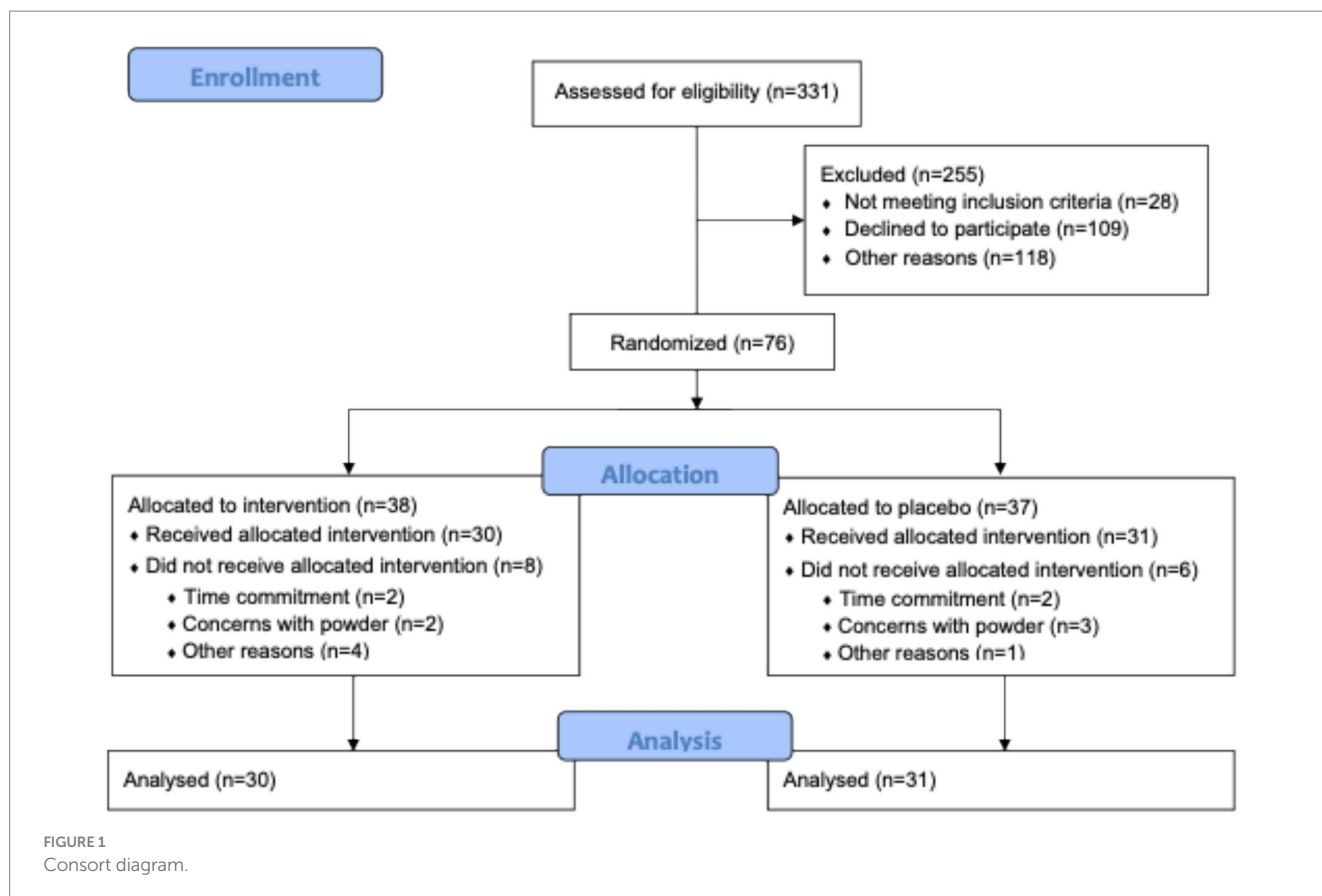 Enrollment
Assessed for eligibility (n=331)
Excluded (n=255)
♦ Not meeting inclusion criteria (n=28)
♦ Declined to participate (n=109)
♦ Other reasons (n=118)
Randomized (n=76)
Allocation
Allocated to intervention (n=38)
♦ Received allocated intervention (n=30)
♦ Did not receive allocated intervention (n=8)
♦ Time commitment (n=2)
♦ Concerns with powder (n=2)
♦ Other reasons (n=4)
Allocated to placebo (n=37)
♦ Received allocated intervention (n=31)
♦ Did not receive allocated intervention (n=6)
♦ Time commitment (n=2)
♦ Concerns with powder (n=3)
♦ Other reasons (n=1)
Analysis
Analysed (n=30)
Analysed (n=31)
FIGURE 1
Consort diagram.